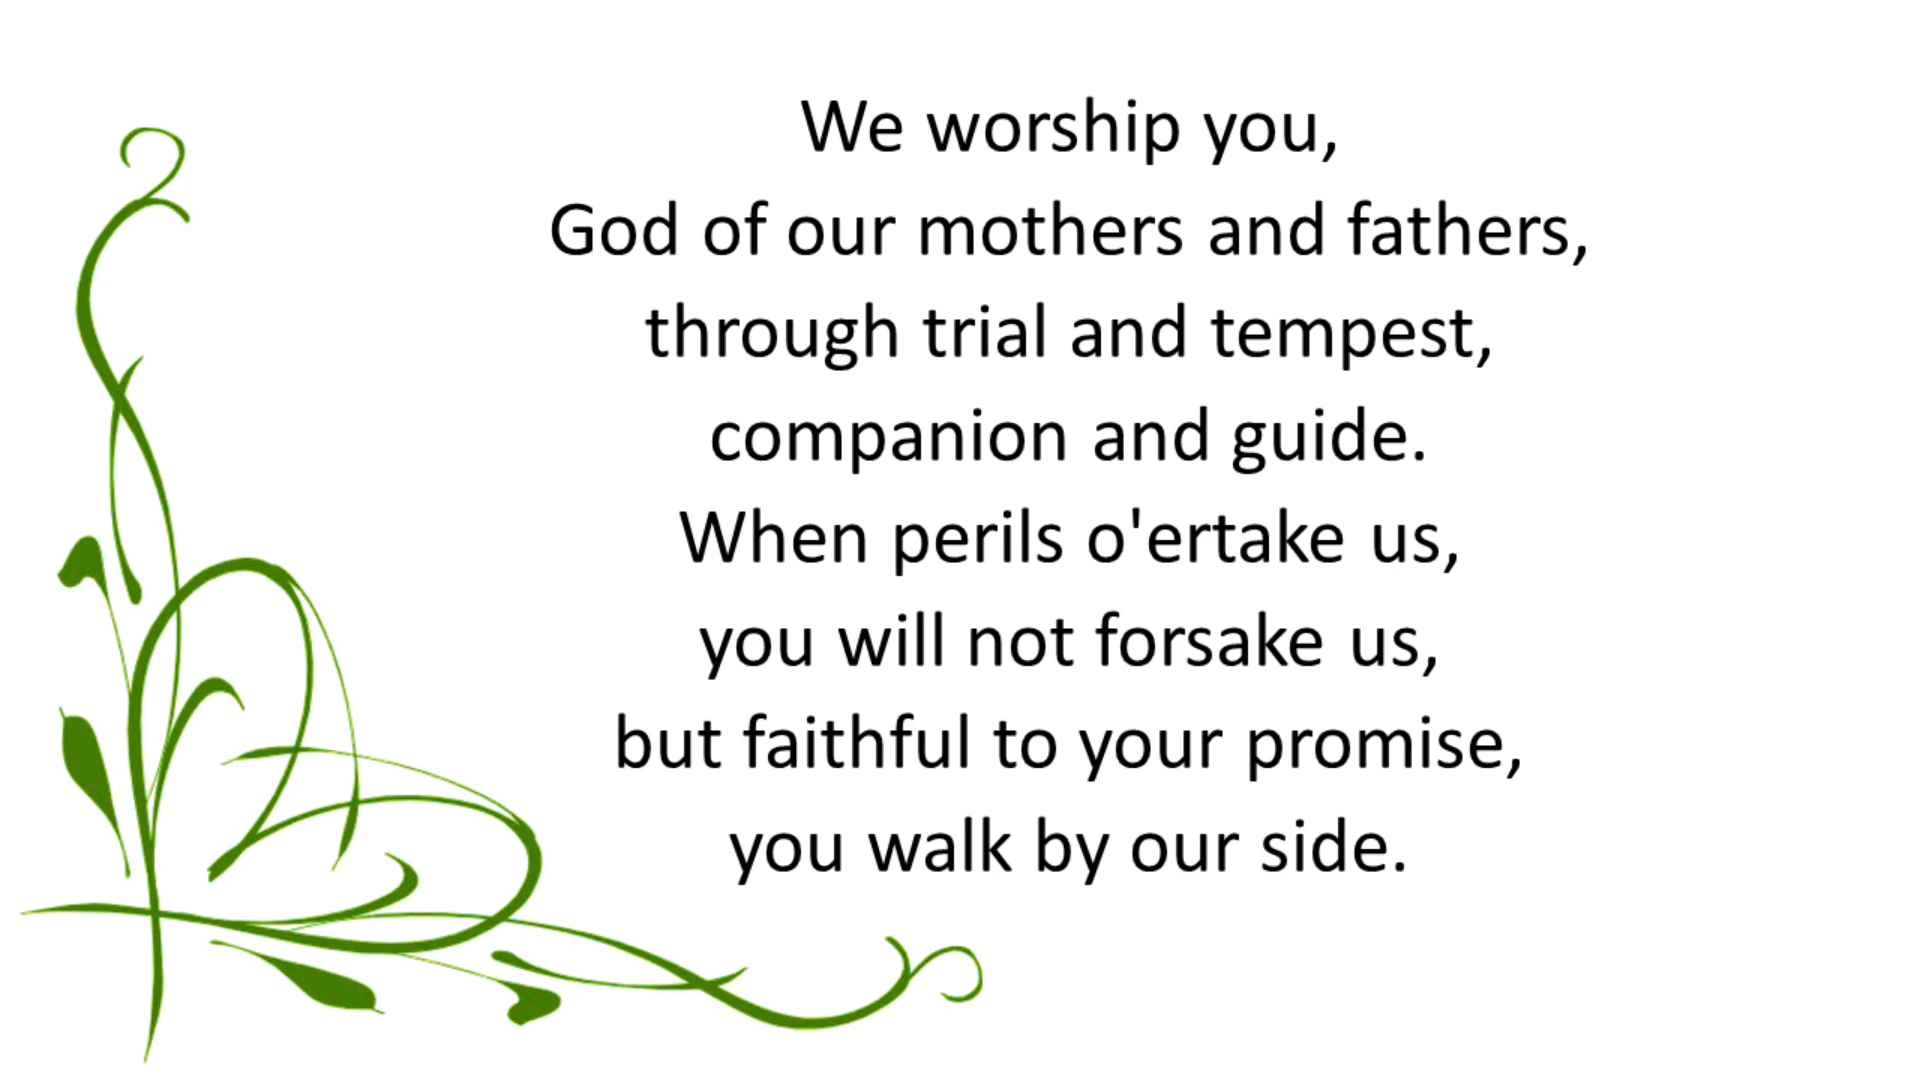 We worship you,
God of our mothers and fathers,
through trial and tempest,
companion and guide.
When perils o'ertake us,
you will not forsake us,
but faithful to your promise,
you walk by our side.